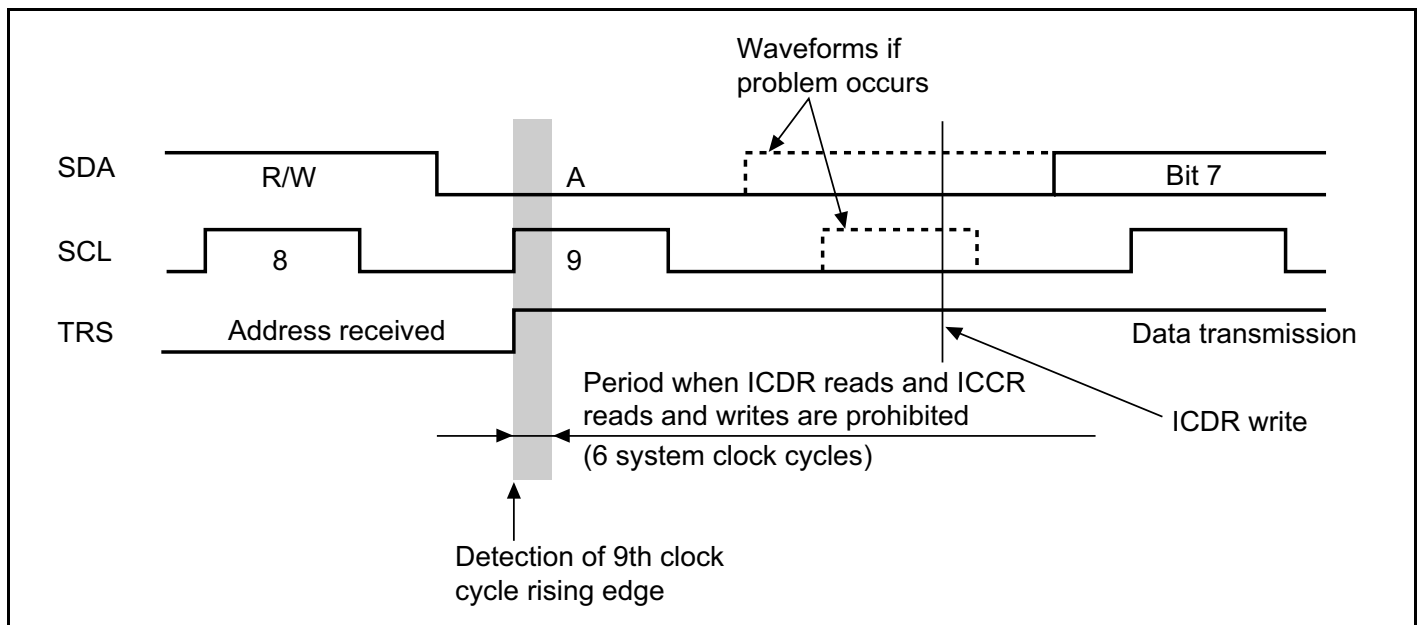 Waveforms if
problem occurs
SDA
R/W
A
Bit 7
SCL
8
9
TRS
Address received
Data transmission
Period when ICDR reads and ICCR
reads and writes are prohibited
(6 system clock cycles)
ICDR write
Detection of 9th clock
cycle rising edge